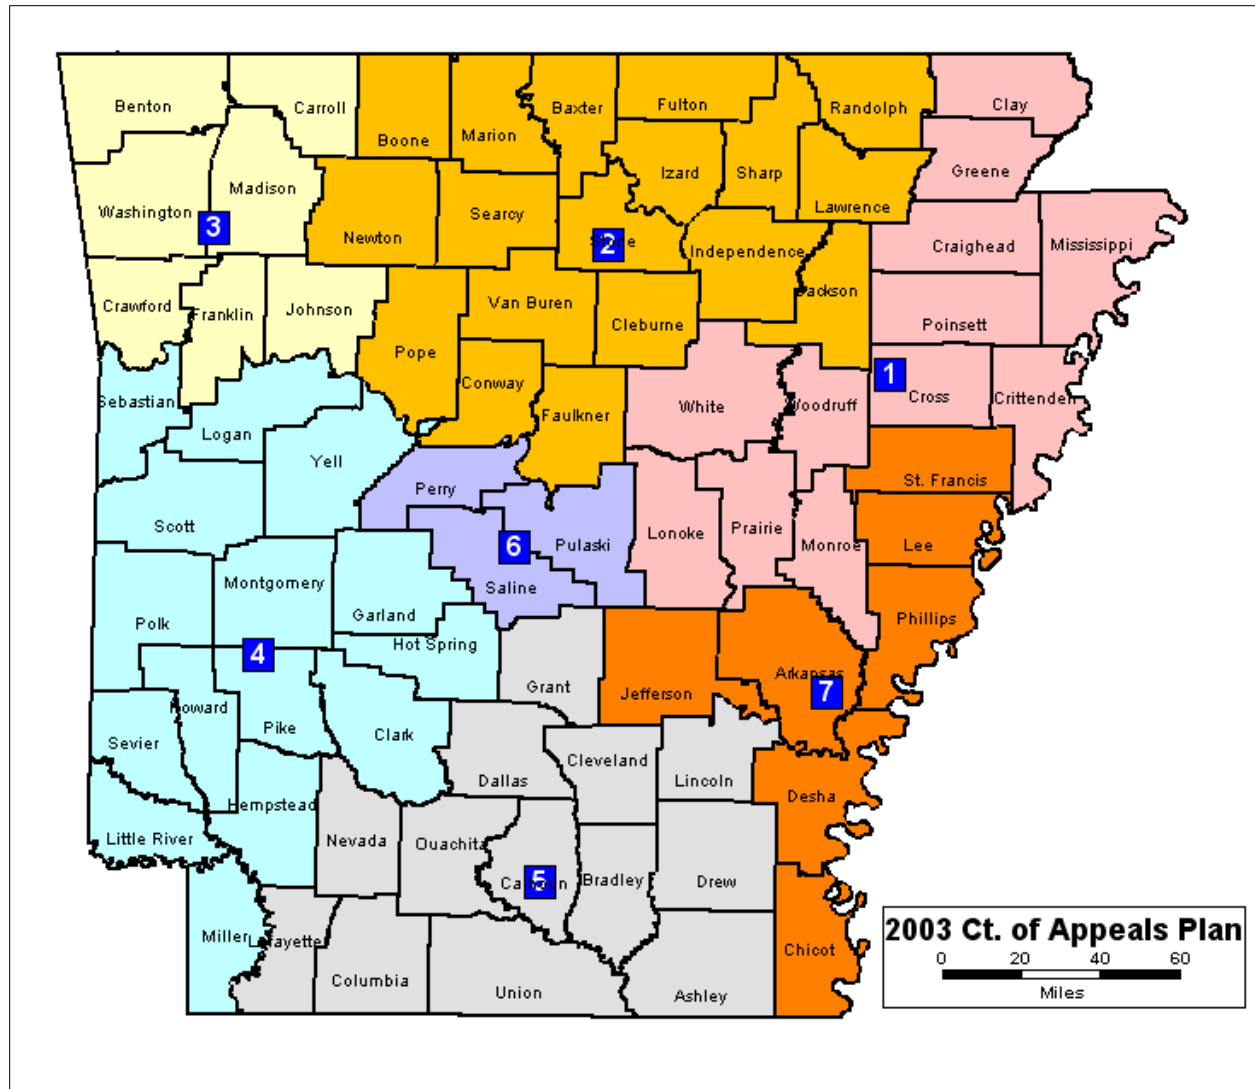 Benton
Carroll
Boone
Marion
Baxter
Fulton
Randolph
Clay
Washington
Madison
Newton
Searcy
Stone
Izard
Sharp
Lawrence
Greene
3
2
Independence
Craighead
Mississippi
Crawford
Franklin
Johnson
Pope
Van Buren
Cleburne
Jackson
Poinsett
Sebastian
Logan
Conway
Faulkner
White
Woodruff
1
Cross
Crittenden
Yell
Scott
Perry
6
Pulaski
Saline
Lonoke
Prairie
Monroe
St. Francis
Lee
Phillips
Montgomery
Polk
Garland
Hot Spring
4
Howard
Pike
Clark
Sevier
Grant
Jefferson
Arkansas
7
Little River
Hempstead
Dallas
Cleveland
Lincoln
Desha
Nevada
Ouachita
5
Calhoun
Bradley
Drew
Miller
Lafayette
Columbia
Union
Ashley
Chicot
2003 Ct. of Appeals Plan
0 20 40 60
Miles